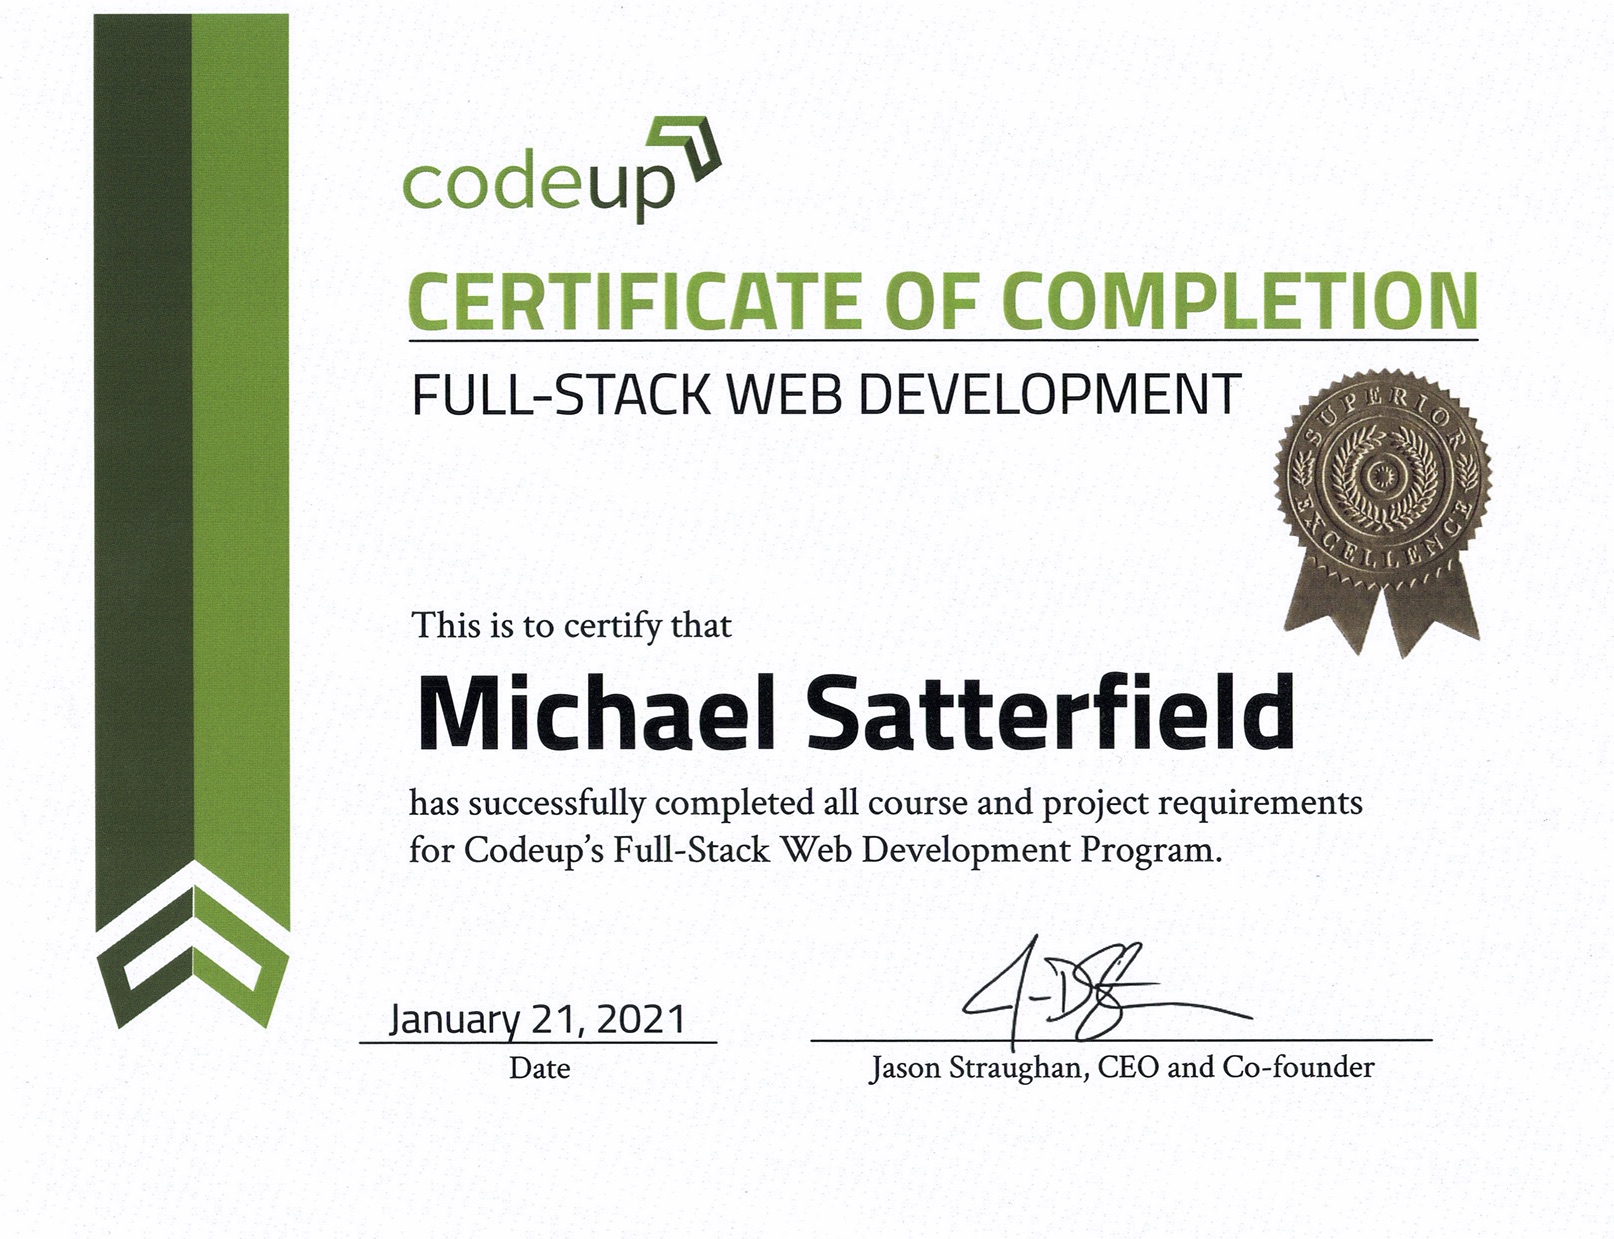 codeup
CERTIFICATE OF COMPLETION
FULL-STACK WEB DEVELOPMENT
SUPERIOR
EXCELLENCE
This is to certify that
Michael Satterfield
has successfully completed all course and project requirements
for Codeup’s Full-Stack Web Development Program.
January 21, 2021
Date
Jason Straughan, CEO and Co-founder